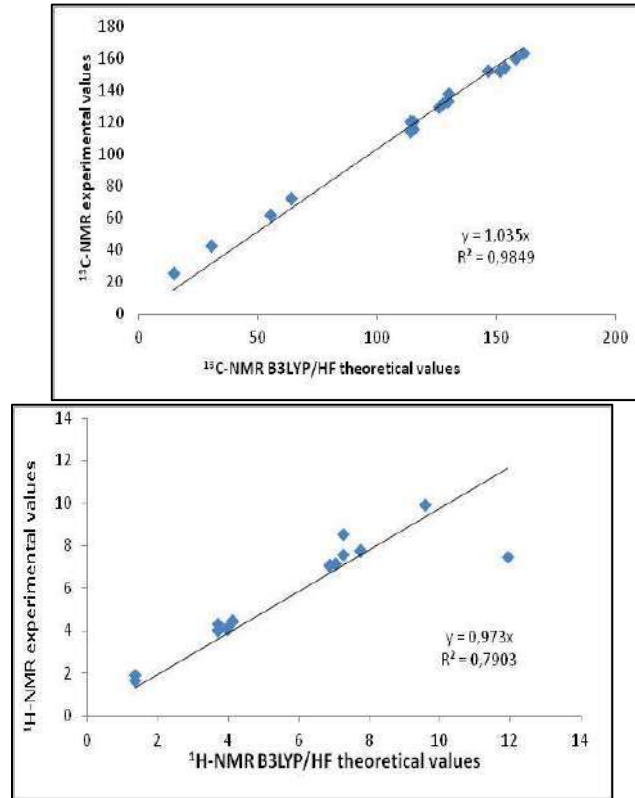 180
160
140
120
100
80
60
40
20
0
¹³C-NMR experimental values
y = 1,035x
R² = 0,9849
0 50 100 150 200
¹³C-NMR B3LYP/HF theoretical values
14
12
10
8
6
4
2
0
¹H-NMR experimental values
y = 0,973x
R² = 0,7903
0 2 4 6 8 10 12 14
¹H-NMR B3LYP/HF theoretical values